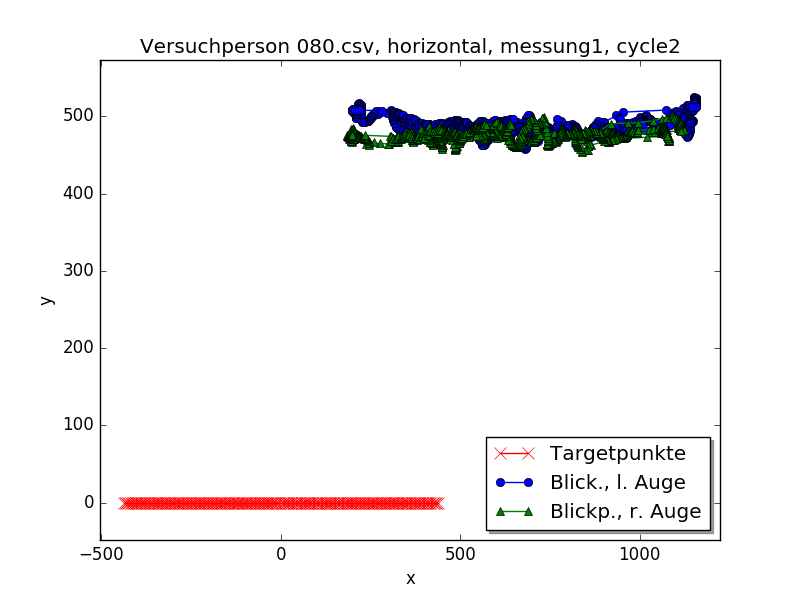 Versuchperson 080.csv, horizontal, messung1, cycle2
500
400
300
200
100
0
y
−500
0
500
1000
x
Targetpunkte
Blick., l. Auge
Blickp., r. Auge